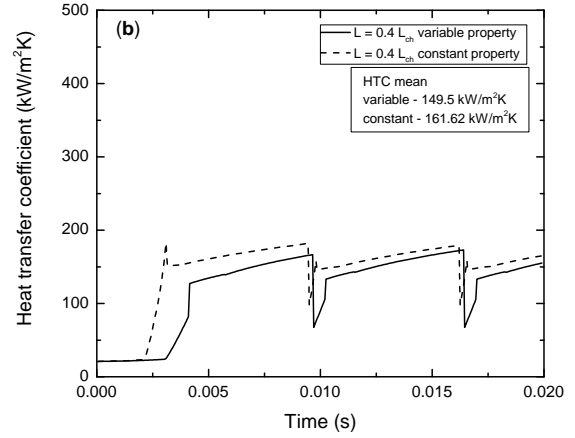 (b)
L = 0.4 Lch variable property
L = 0.4 Lch constant property
HTC mean
variable - 149.5 kW/m²K
constant - 161.62 kW/m²K
Heat transfer coefficient (kW/m²K)
500
400
300
200
100
0
0.000 0.005 0.010 0.015 0.020
Time (s)